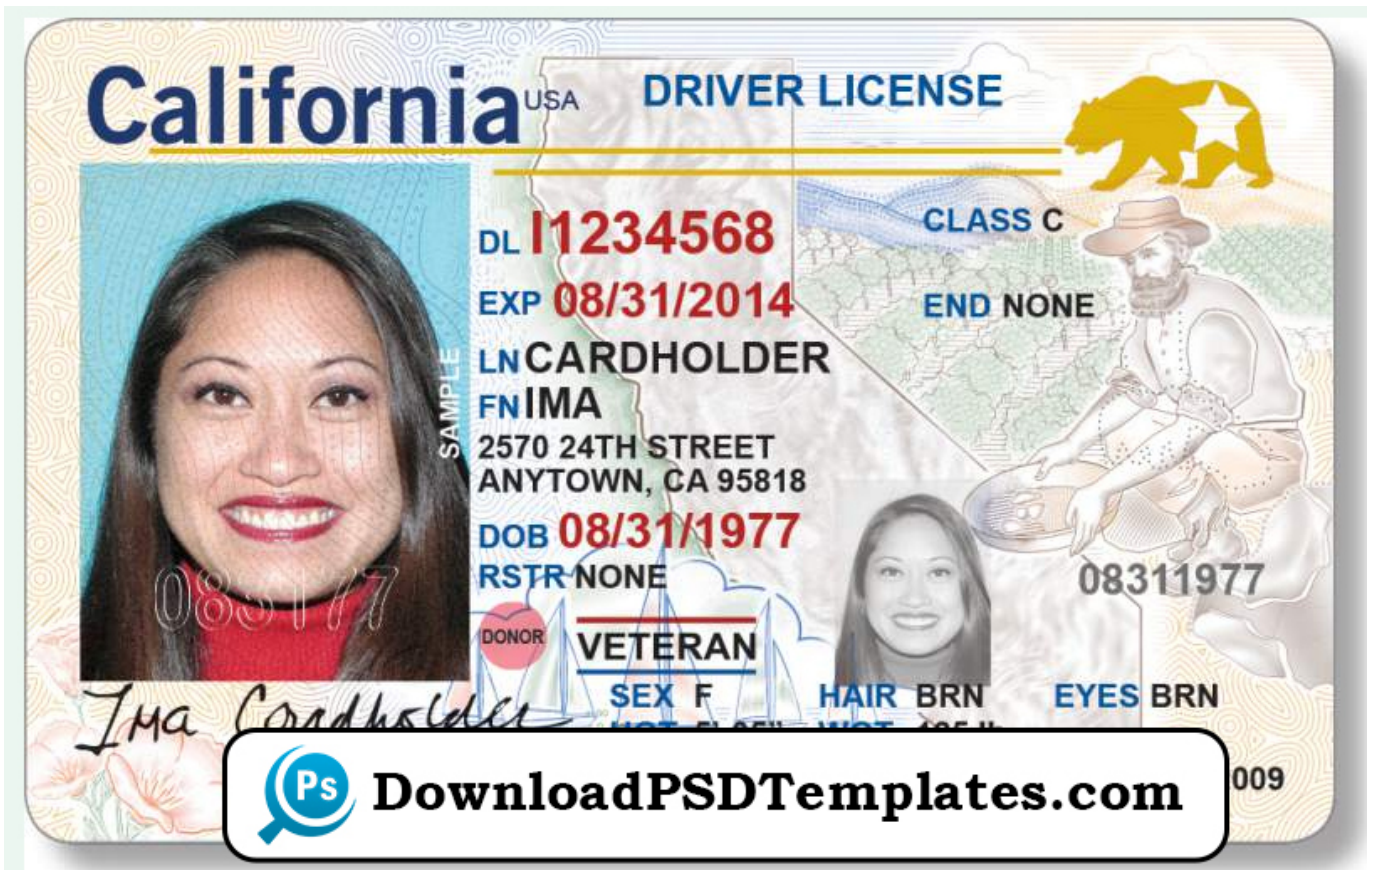 California USA DRIVER LICENSE
DL I1234568
CLASS C
EXP 08/31/2014
END NONE
LN CARDHOLDER
FN IMA
2570 24TH STREET
ANYTOWN, CA 95818
DOB 08/31/1977
RSTR NONE
08311977
SAMPLE
083177
DONOR
VETERAN
SEX F HAIR BRN EYES BRN
Ima Cardholder
Ps DownloadPSDTemplates.com
009